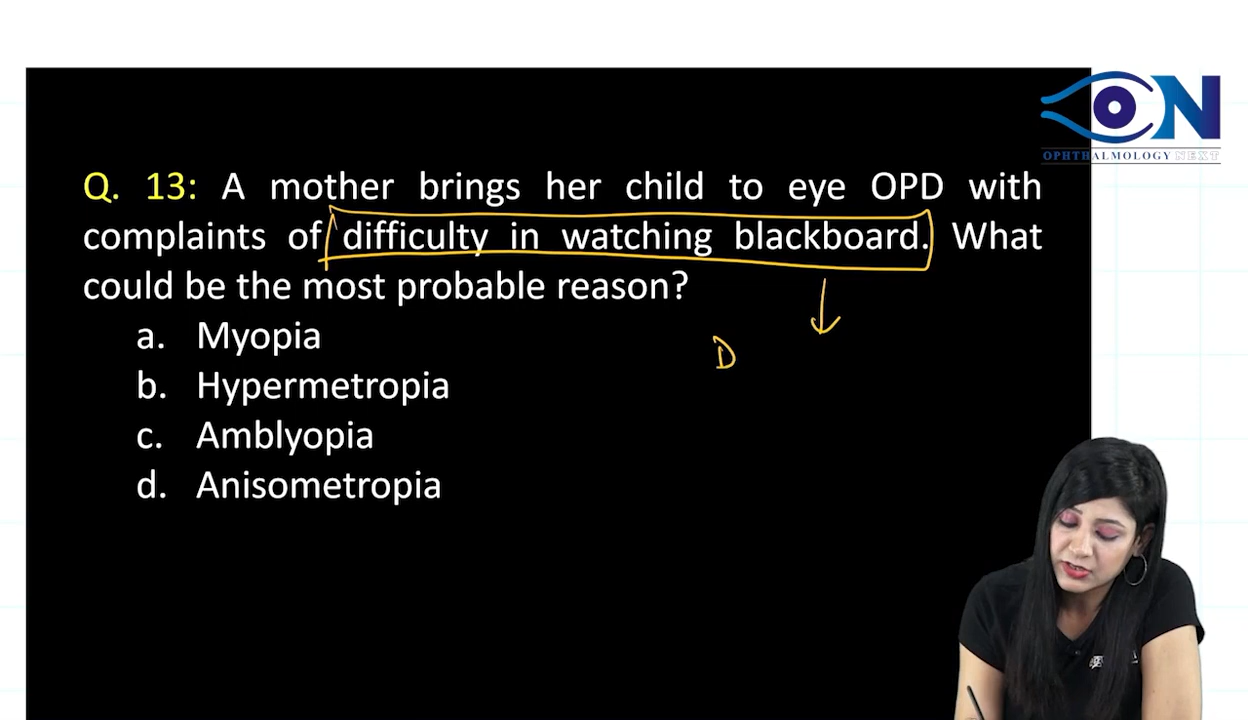 ON
OPHTHALMOLOGY NEXT
Q. 13: A mother brings her child to eye OPD with
complaints of difficulty in watching blackboard. What
could be the most probable reason?
a. Myopia
D
b. Hypermetropia
c. Amblyopia
d. Anisometropia